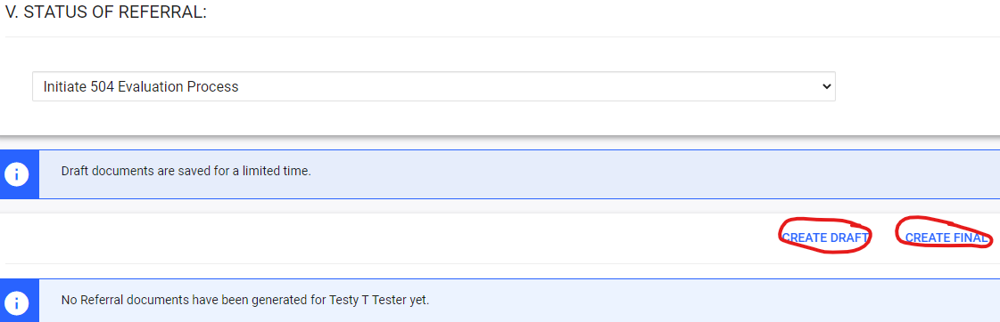 V. STATUS OF REFERRAL:
Initiate 504 Evaluation Process
Draft documents are saved for a limited time.
CREATE DRAFT CREATE FINAL
No Referral documents have been generated for Testy T Tester yet.